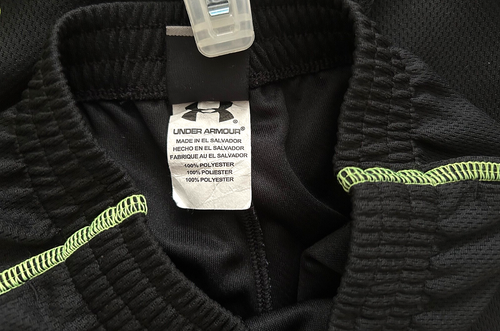 UNDER ARMOUR®
MADE IN EL SALVADOR
HECHO EN EL SALVADOR
FABRIQUE AU EL SALVADOR
100% POLYESTER
100% POLIESTER
100% POLYESTER